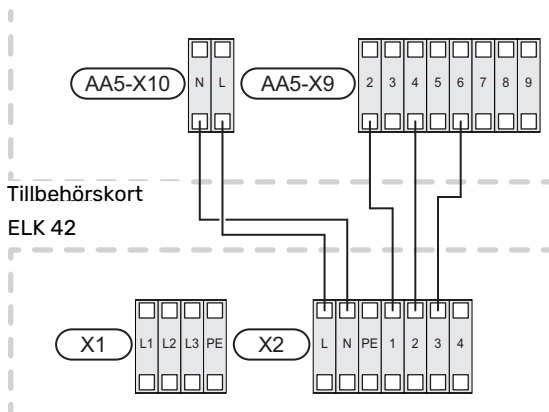 AA5-X10 N L AA5-X9 2 3 4 5 6 7 8 9
Tillbehörskort
ELK 42
X1 L1 L2 L3 PE X2 L N PE 1 2 3 4